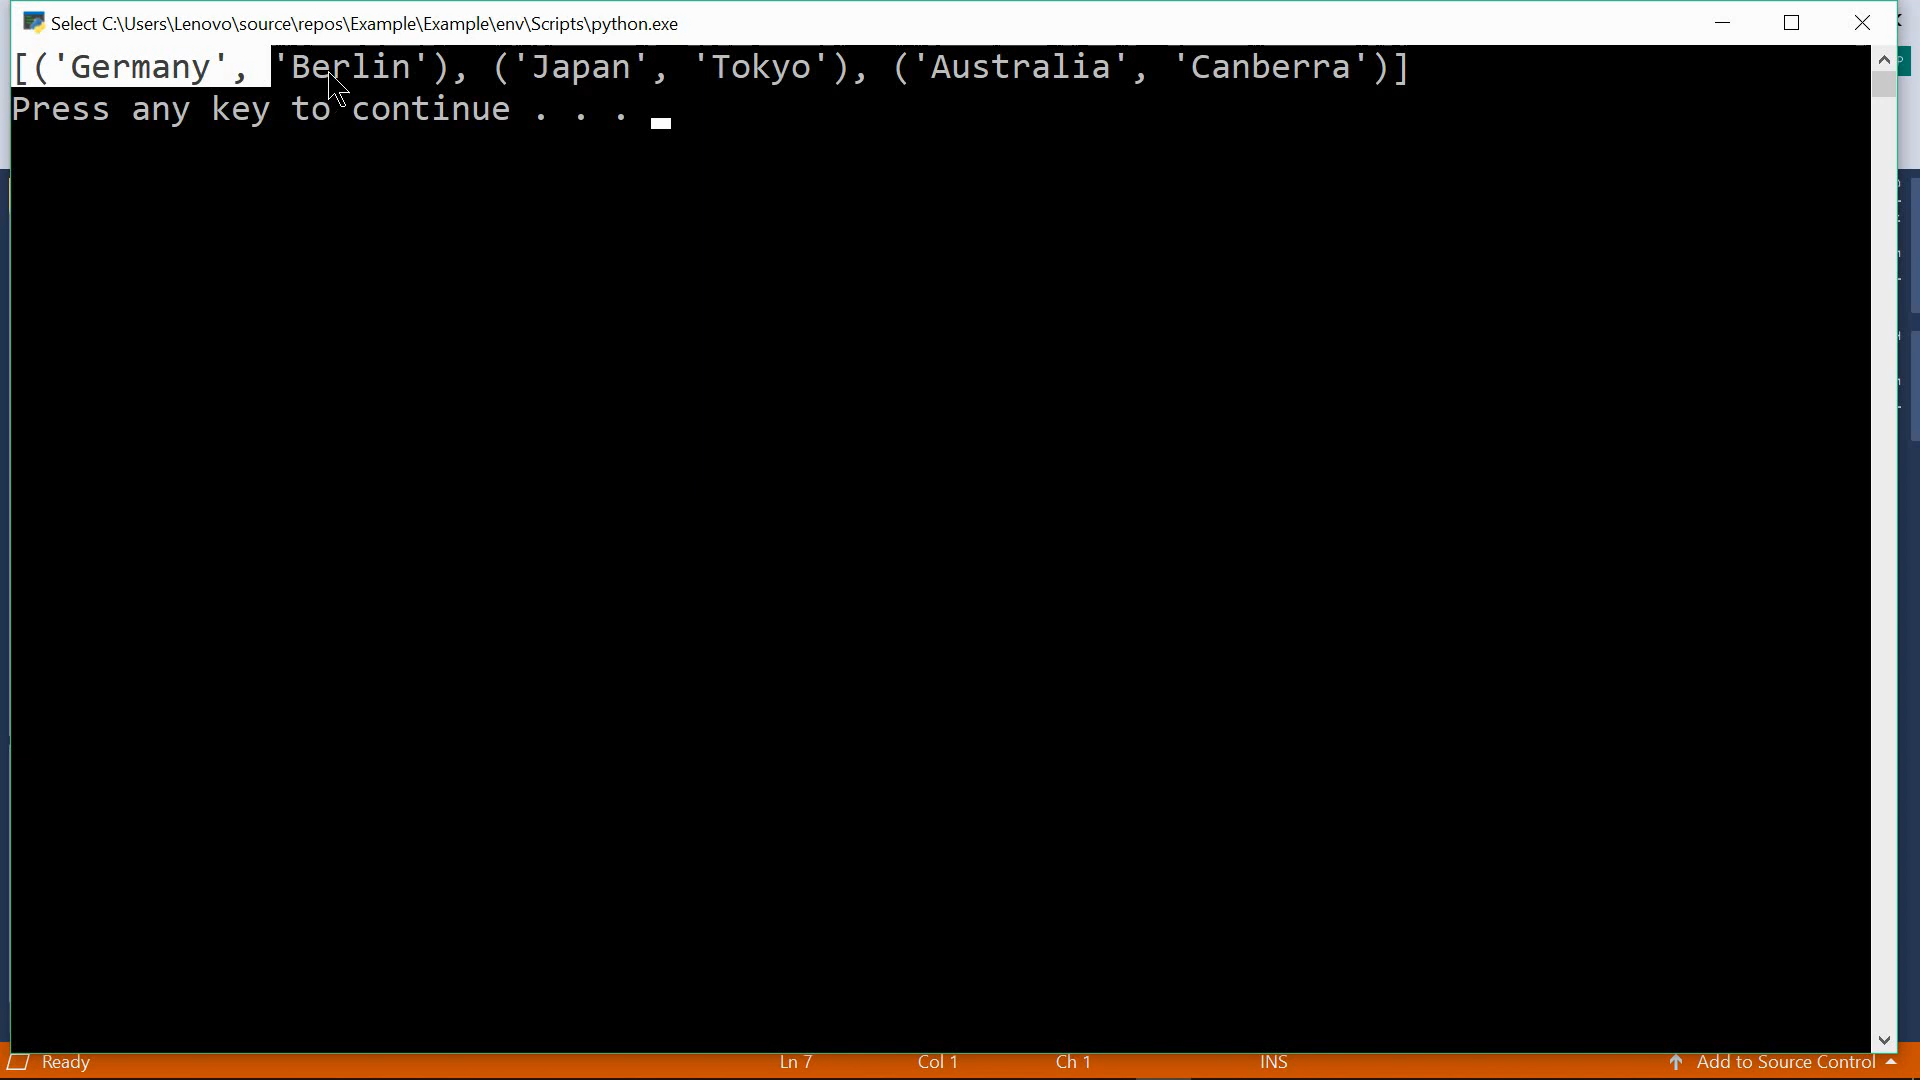 Select C:\Users\Lenovo\source\repos\Example\Example\env\Scripts\python.exe
[('Germany', 'Berlin'), ('Japan', 'Tokyo'), ('Australia', 'Canberra')]
Press any key to continue . . .
Ready Ln 7 Col 1 Ch 1 INS Add to Source Control